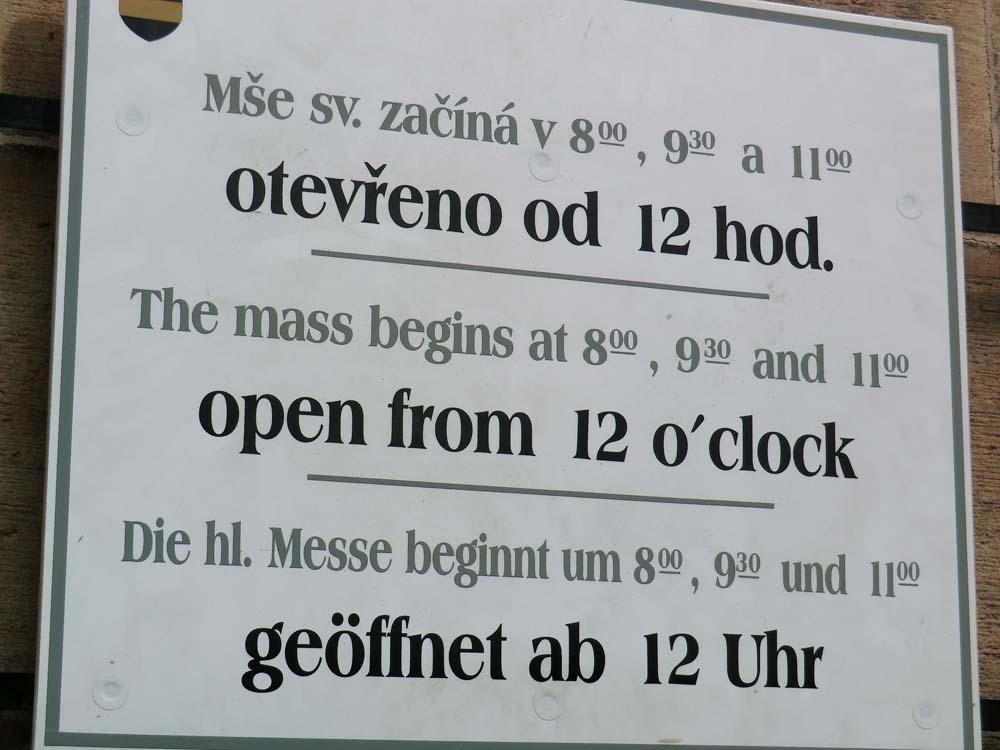 Mše sv. začíná v 8⁰⁰, 9³⁰ a 11⁰⁰
otevřeno od 12 hod.
The mass begins at 8⁰⁰, 9³⁰ and 11⁰⁰
open from 12 o´clock
Die hl. Messe beginnt um 8⁰⁰, 9³⁰ und 11⁰⁰
geöffnet ab 12 Uhr